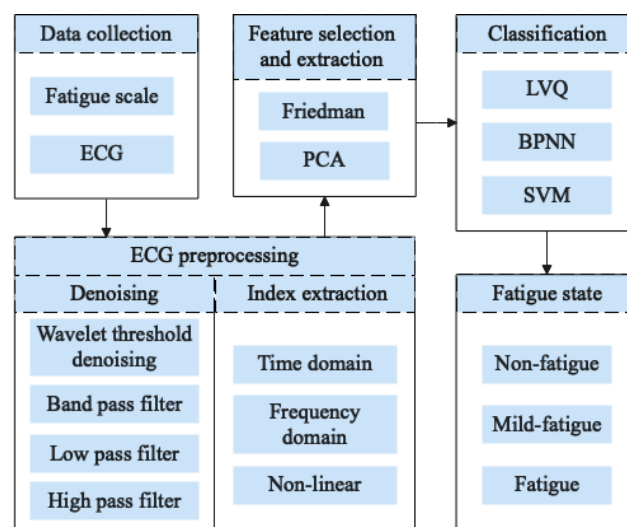 Data collection
Fatigue scale
ECG
Feature selection
and extraction
Friedman
PCA
Classification
LVQ
BPNN
SVM
ECG preprocessing
Denoising
Wavelet threshold
denoising
Band pass filter
Low pass filter
High pass filter
Index extraction
Time domain
Frequency
domain
Non-linear
Fatigue state
Non-fatigue
Mild-fatigue
Fatigue